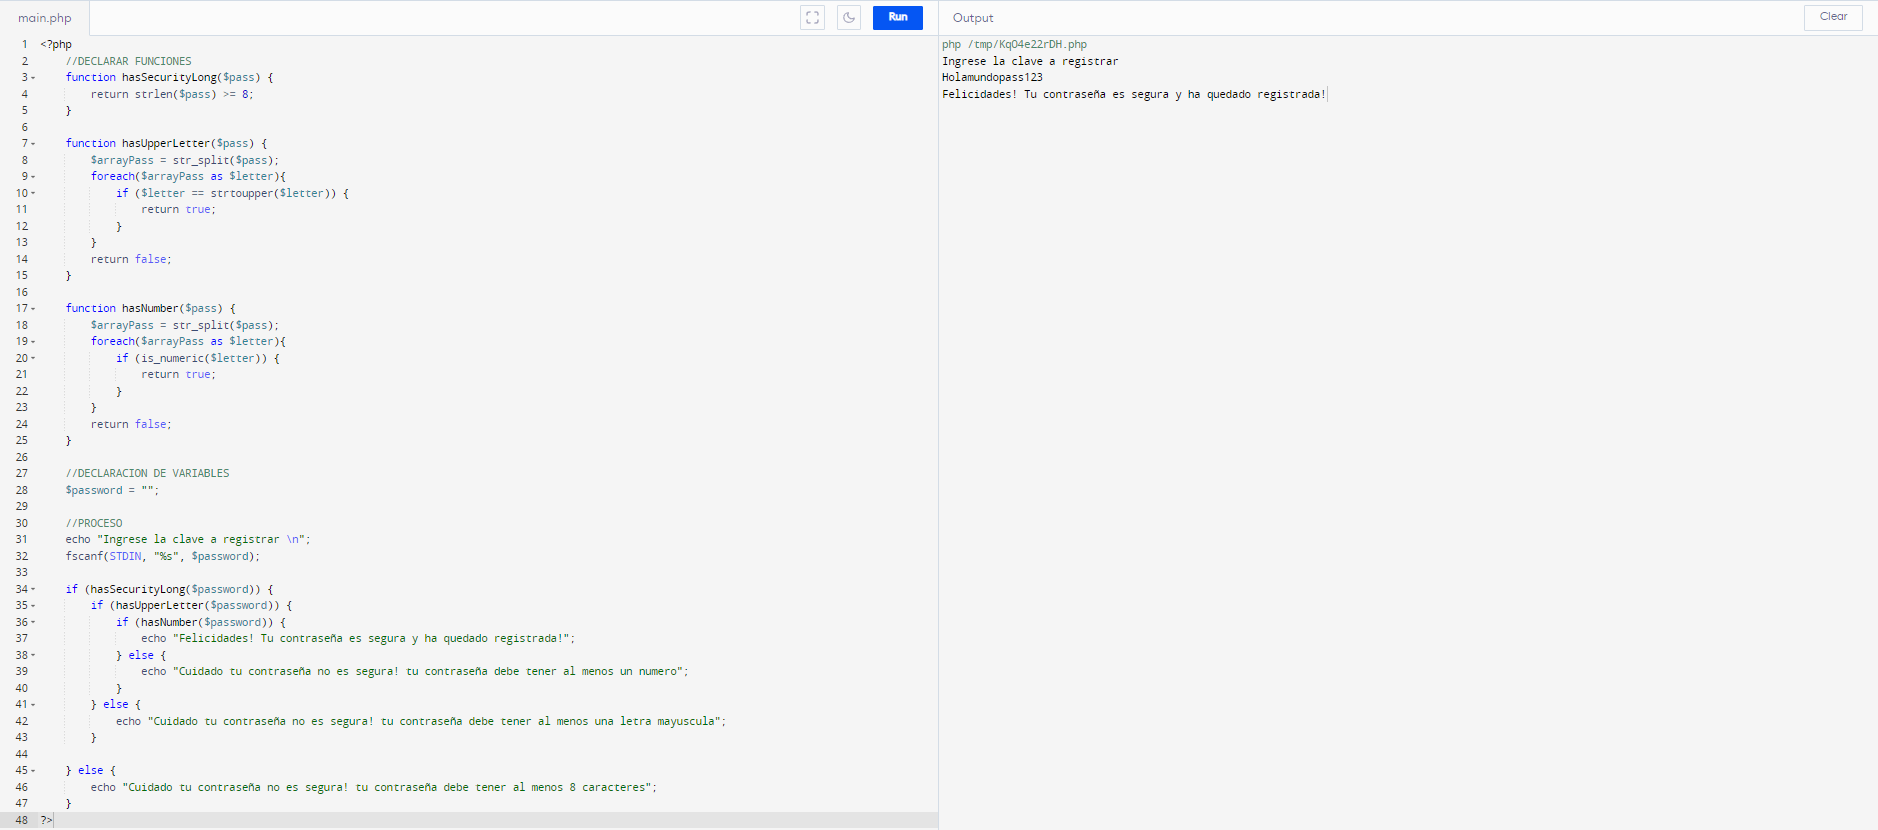 main.php
Run
Output
Clear
1 <?php
2 //DECLARAR FUNCIONES
3 function hasSecurityLong($pass) {
4 return strlen($pass) >= 8;
5 }
6
7 function hasUpperLetter($pass) {
8 $arrayPass = str_split($pass);
9 foreach($arrayPass as $letter){
10 if ($letter == strtoupper($letter)) {
11 return true;
12 }
13 }
14 return false;
15 }
16
17 function hasNumber($pass) {
18 $arrayPass = str_split($pass);
19 foreach($arrayPass as $letter){
20 if (is_numeric($letter)) {
21 return true;
22 }
23 }
24 return false;
25 }
26
27 //DECLARACION DE VARIABLES
28 $password = "";
29
30 //PROCESO
31 echo "Ingrese la clave a registrar \n";
32 fscanf(STDIN, "%s", $password);
33
34 if (hasSecurityLong($password)) {
35 if (hasUpperLetter($password)) {
36 if (hasNumber($password)) {
37 echo "Felicidades! Tu contraseña es segura y ha quedado registrada!";
38 } else {
39 echo "Cuidado tu contraseña no es segura! tu contraseña debe tener al menos un numero";
40 }
41 } else {
42 echo "Cuidado tu contraseña no es segura! tu contraseña debe tener al menos una letra mayuscula";
43 }
44
45 } else {
46 echo "Cuidado tu contraseña no es segura! tu contraseña debe tener al menos 8 caracteres";
47 }
48 ?>
php /tmp/KqO4e22rDH.php
Ingrese la clave a registrar
Holamundopass123
Felicidades! Tu contraseña es segura y ha quedado registrada!